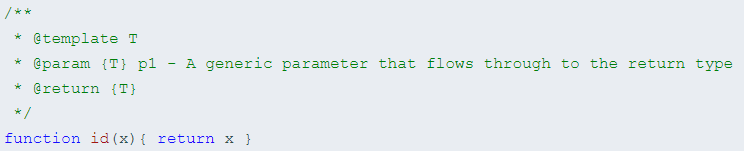 /**
 * @template T
 * @param {T} p1 - A generic parameter that flows through to the return type
 * @return {T}
 */
function id(x){ return x }